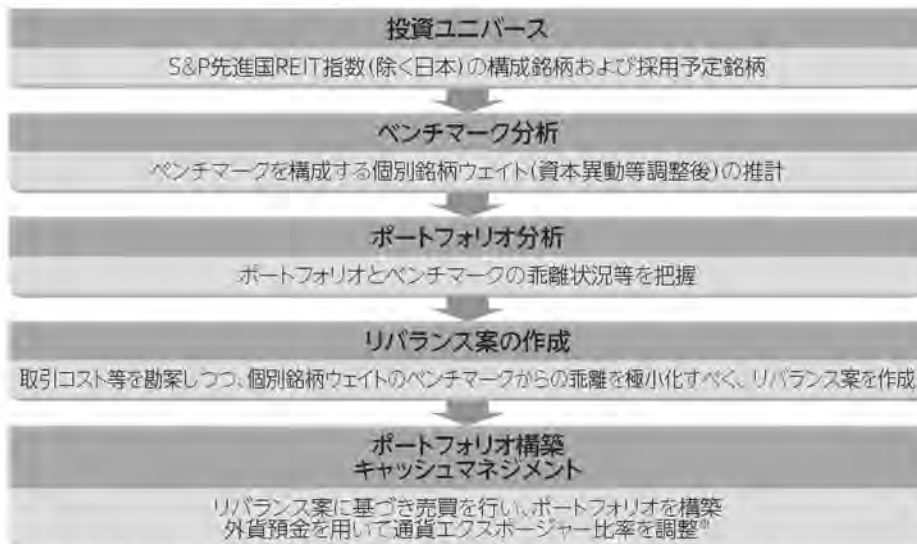 投資ユニバース
S&P先進国REIT指数(除く日本)の構成銘柄および採用予定銘柄
ベンチマーク分析
ベンチマークを構成する個別銘柄ウェイト(資本異動等調整後)の推計
ポートフォリオ分析
ポートフォリオとベンチマークの乖離状況等を把握
リバランス案の作成
取引コスト等を勘案しつつ、個別銘柄ウェイトのベンチマークからの乖離を極小化すべく、リバランス案を作成
ポートフォリオ構築
キャッシュマネジメント
リバランス案に基づき売買を行い、ポートフォリオを構築
外貨預金を用いて通貨エクスポージャー比率を調整※